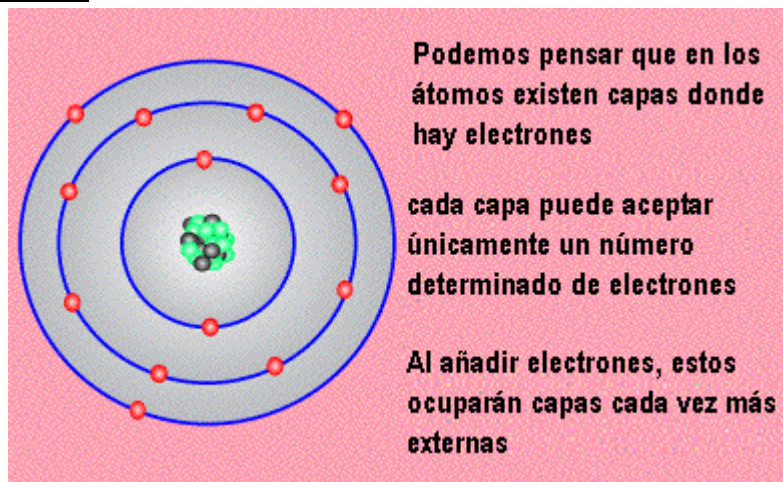 Podemos pensar que en los
átomos existen capas donde
hay electrones
cada capa puede aceptar
únicamente un número
determinado de electrones
Al añadir electrones, estos
ocuparán capas cada vez más
externas